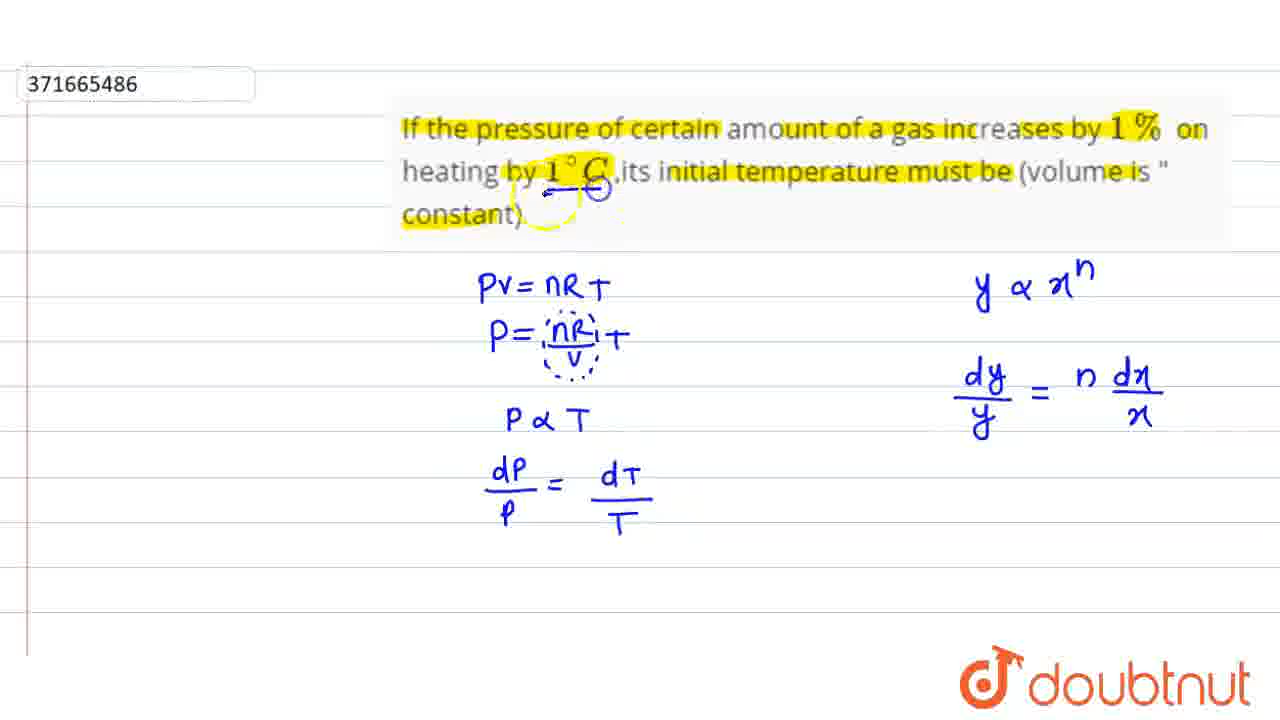 371665486
If the pressure of certain amount of a gas increases by 1% on
heating by 1°C ,its initial temperature must be (volume is "
constant)
PV = nRT
P = nR/V T
P ∝ T
dP/P = dT/T
y ∝ x^n
dy/y = n dx/x
doubtnut